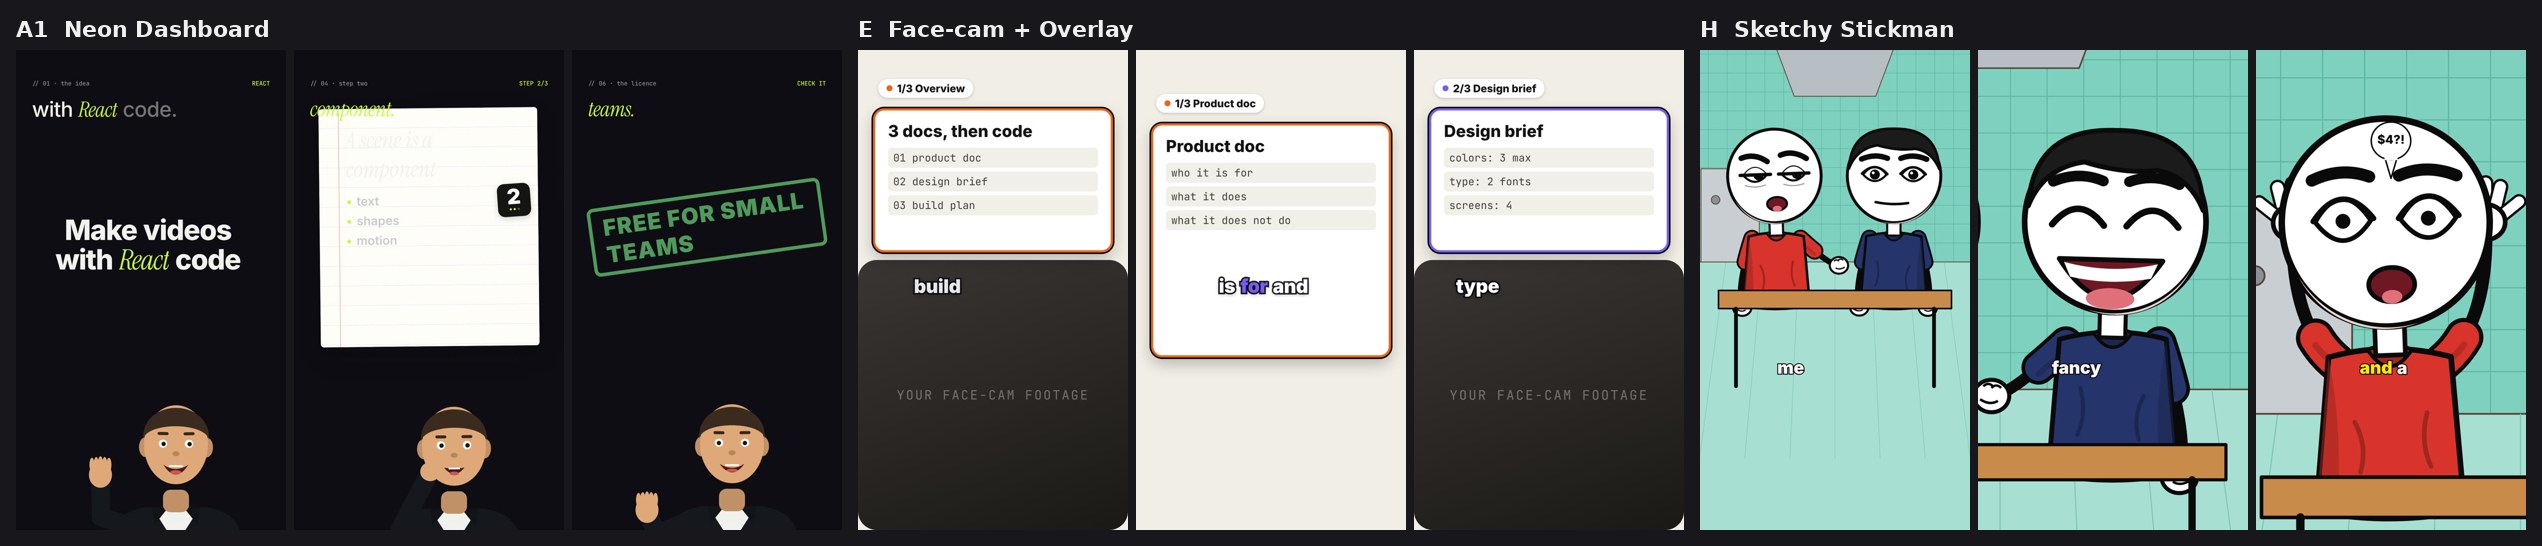 A1 Neon Dashboard
// 01 · the idea
REACT
with React code.
Make videos
with React code
// 04 · step two
STEP 2/3
component.
A scene is a
component
• text
• shapes
• motion
2
// 06 · the licence
CHECK IT
teams.
FREE FOR SMALL
TEAMS
E Face-cam + Overlay
1/3 Overview
3 docs, then code
01 product doc
02 design brief
03 build plan
build
YOUR FACE-CAM FOOTAGE
1/3 Product doc
Product doc
who it is for
what it does
what it does not do
is for and
2/3 Design brief
Design brief
colors: 3 max
type: 2 fonts
screens: 4
type
YOUR FACE-CAM FOOTAGE
H Sketchy Stickman
me
fancy
$4?!
and a